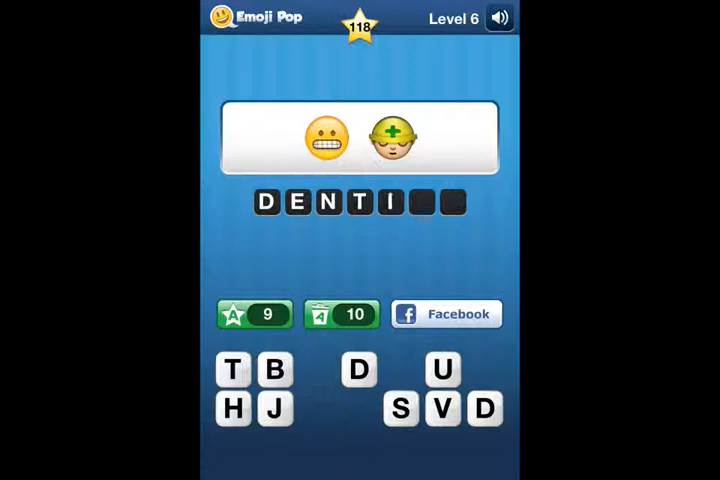 Emoji Pop
118
Level 6
DENTI
A 9
10
f Facebook
T B D U
H J S V D